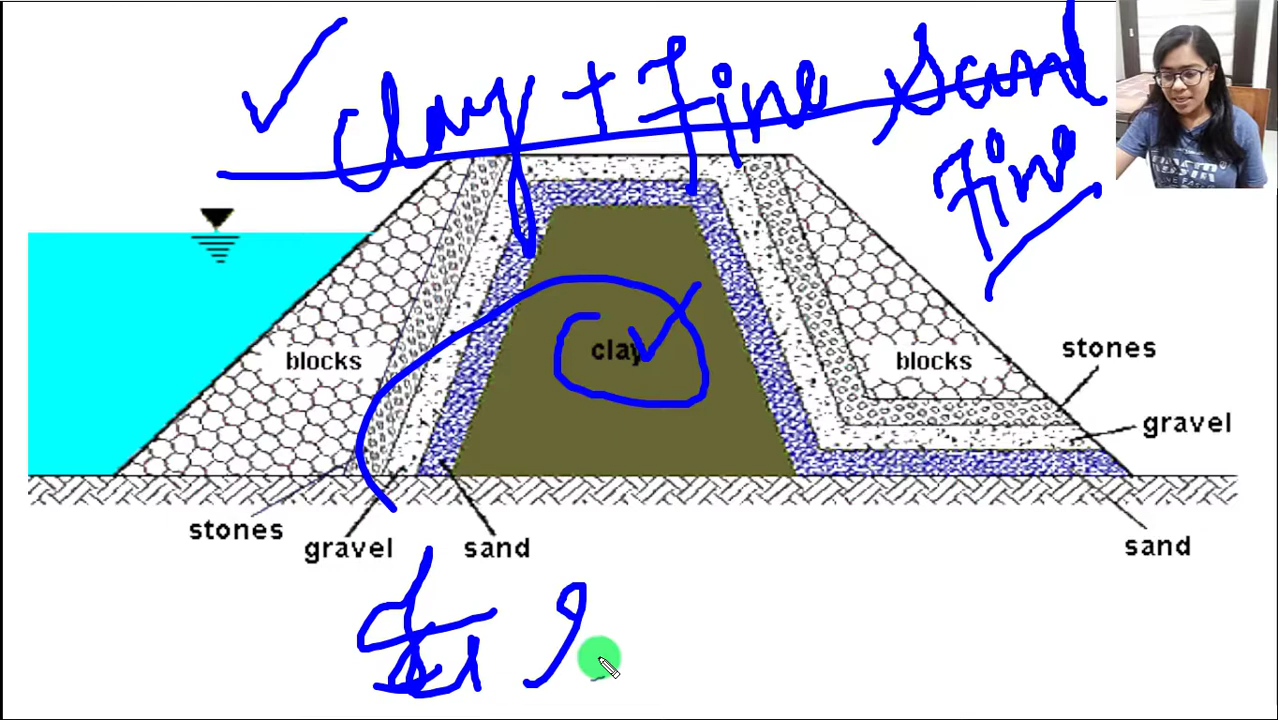 clay + Fine Sand
Fine
clay
blocks
blocks
stones
gravel
stones
gravel
sand
sand